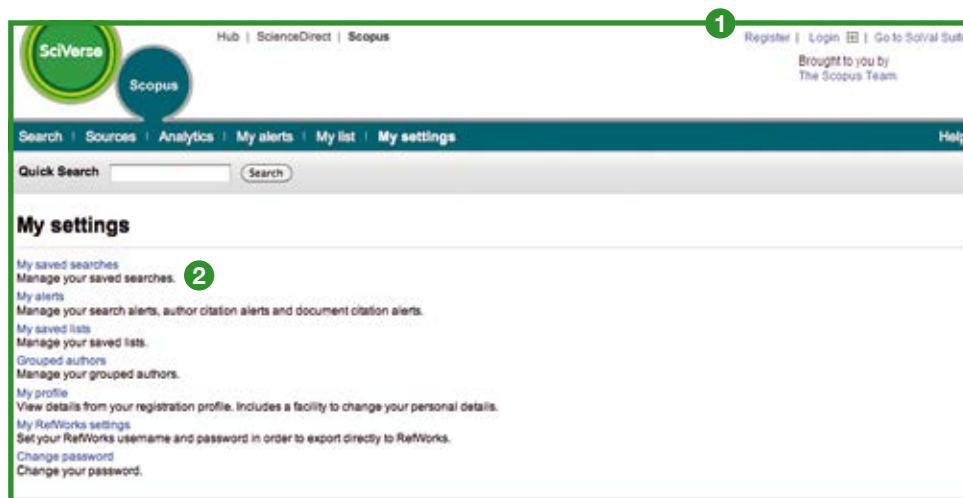 SciVerse
Scopus
Hub | ScienceDirect | Scopus
1
Register | Login | Go to SciVal Suite
Brought to you by
The Scopus Team
Search | Sources | Analytics | My alerts | My list | My settings
Help
Quick Search
Search
My settings
My saved searches
Manage your saved searches.
2
My alerts
Manage your search alerts, author citation alerts and document citation alerts.
My saved lists
Manage your saved lists.
Grouped authors
Manage your grouped authors.
My profile
View details from your registration profile. Includes a facility to change your personal details.
My RefWorks settings
Set your RefWorks username and password in order to export directly to RefWorks.
Change password
Change your password.